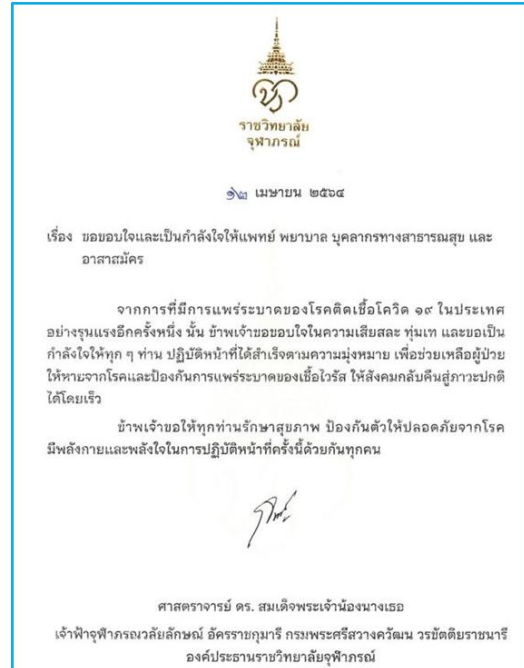 ราชวิทยาลัย
จุฬาภรณ์
๑๒ เมษายน ๒๕๖๔
เรื่อง ขอขอบใจและเป็นกำลังใจให้แพทย์ พยาบาล บุคลากรทางสาธารณสุข และ
อาสาสมัคร
จากการที่มีการแพร่ระบาดของโรคติดเชื้อโควิด ๑๙ ในประเทศ
อย่างรุนแรงอีกครั้งหนึ่ง นั้น ข้าพเจ้าขอขอบใจในความเสียสละ ทุ่มเท และขอเป็น
กำลังใจให้ทุก ๆ ท่าน ปฏิบัติหน้าที่ได้สำเร็จตามความมุ่งหมาย เพื่อช่วยเหลือผู้ป่วย
ให้หายจากโรคและป้องกันการแพร่ระบาดของเชื้อไวรัส ให้สังคมกลับคืนสู่ภาวะปกติ
ได้โดยเร็ว
ข้าพเจ้าขอให้ทุกท่านรักษาสุขภาพ ป้องกันตัวให้ปลอดภัยจากโรค
มีพลังกายและพลังใจในการปฏิบัติหน้าที่ครั้งนี้ด้วยกันทุกคน
ศาสตราจารย์ ดร. สมเด็จพระเจ้าน้องนางเธอ
เจ้าฟ้าจุฬาภรณวลัยลักษณ์ อัครราชกุมารี กรมพระศรีสวางควัฒน วรขัตติยราชนารี
องค์ประธานราชวิทยาลัยจุฬาภรณ์